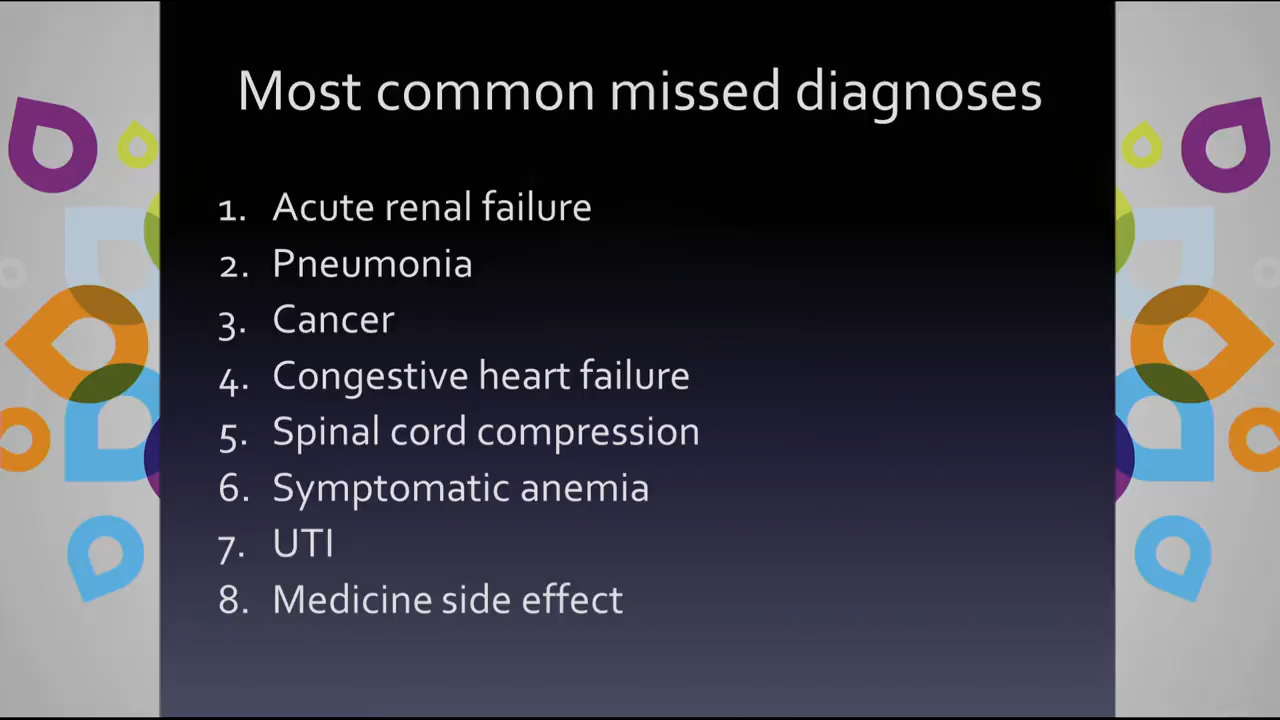 Most common missed diagnoses
1. Acute renal failure
2. Pneumonia
3. Cancer
4. Congestive heart failure
5. Spinal cord compression
6. Symptomatic anemia
7. UTI
8. Medicine side effect